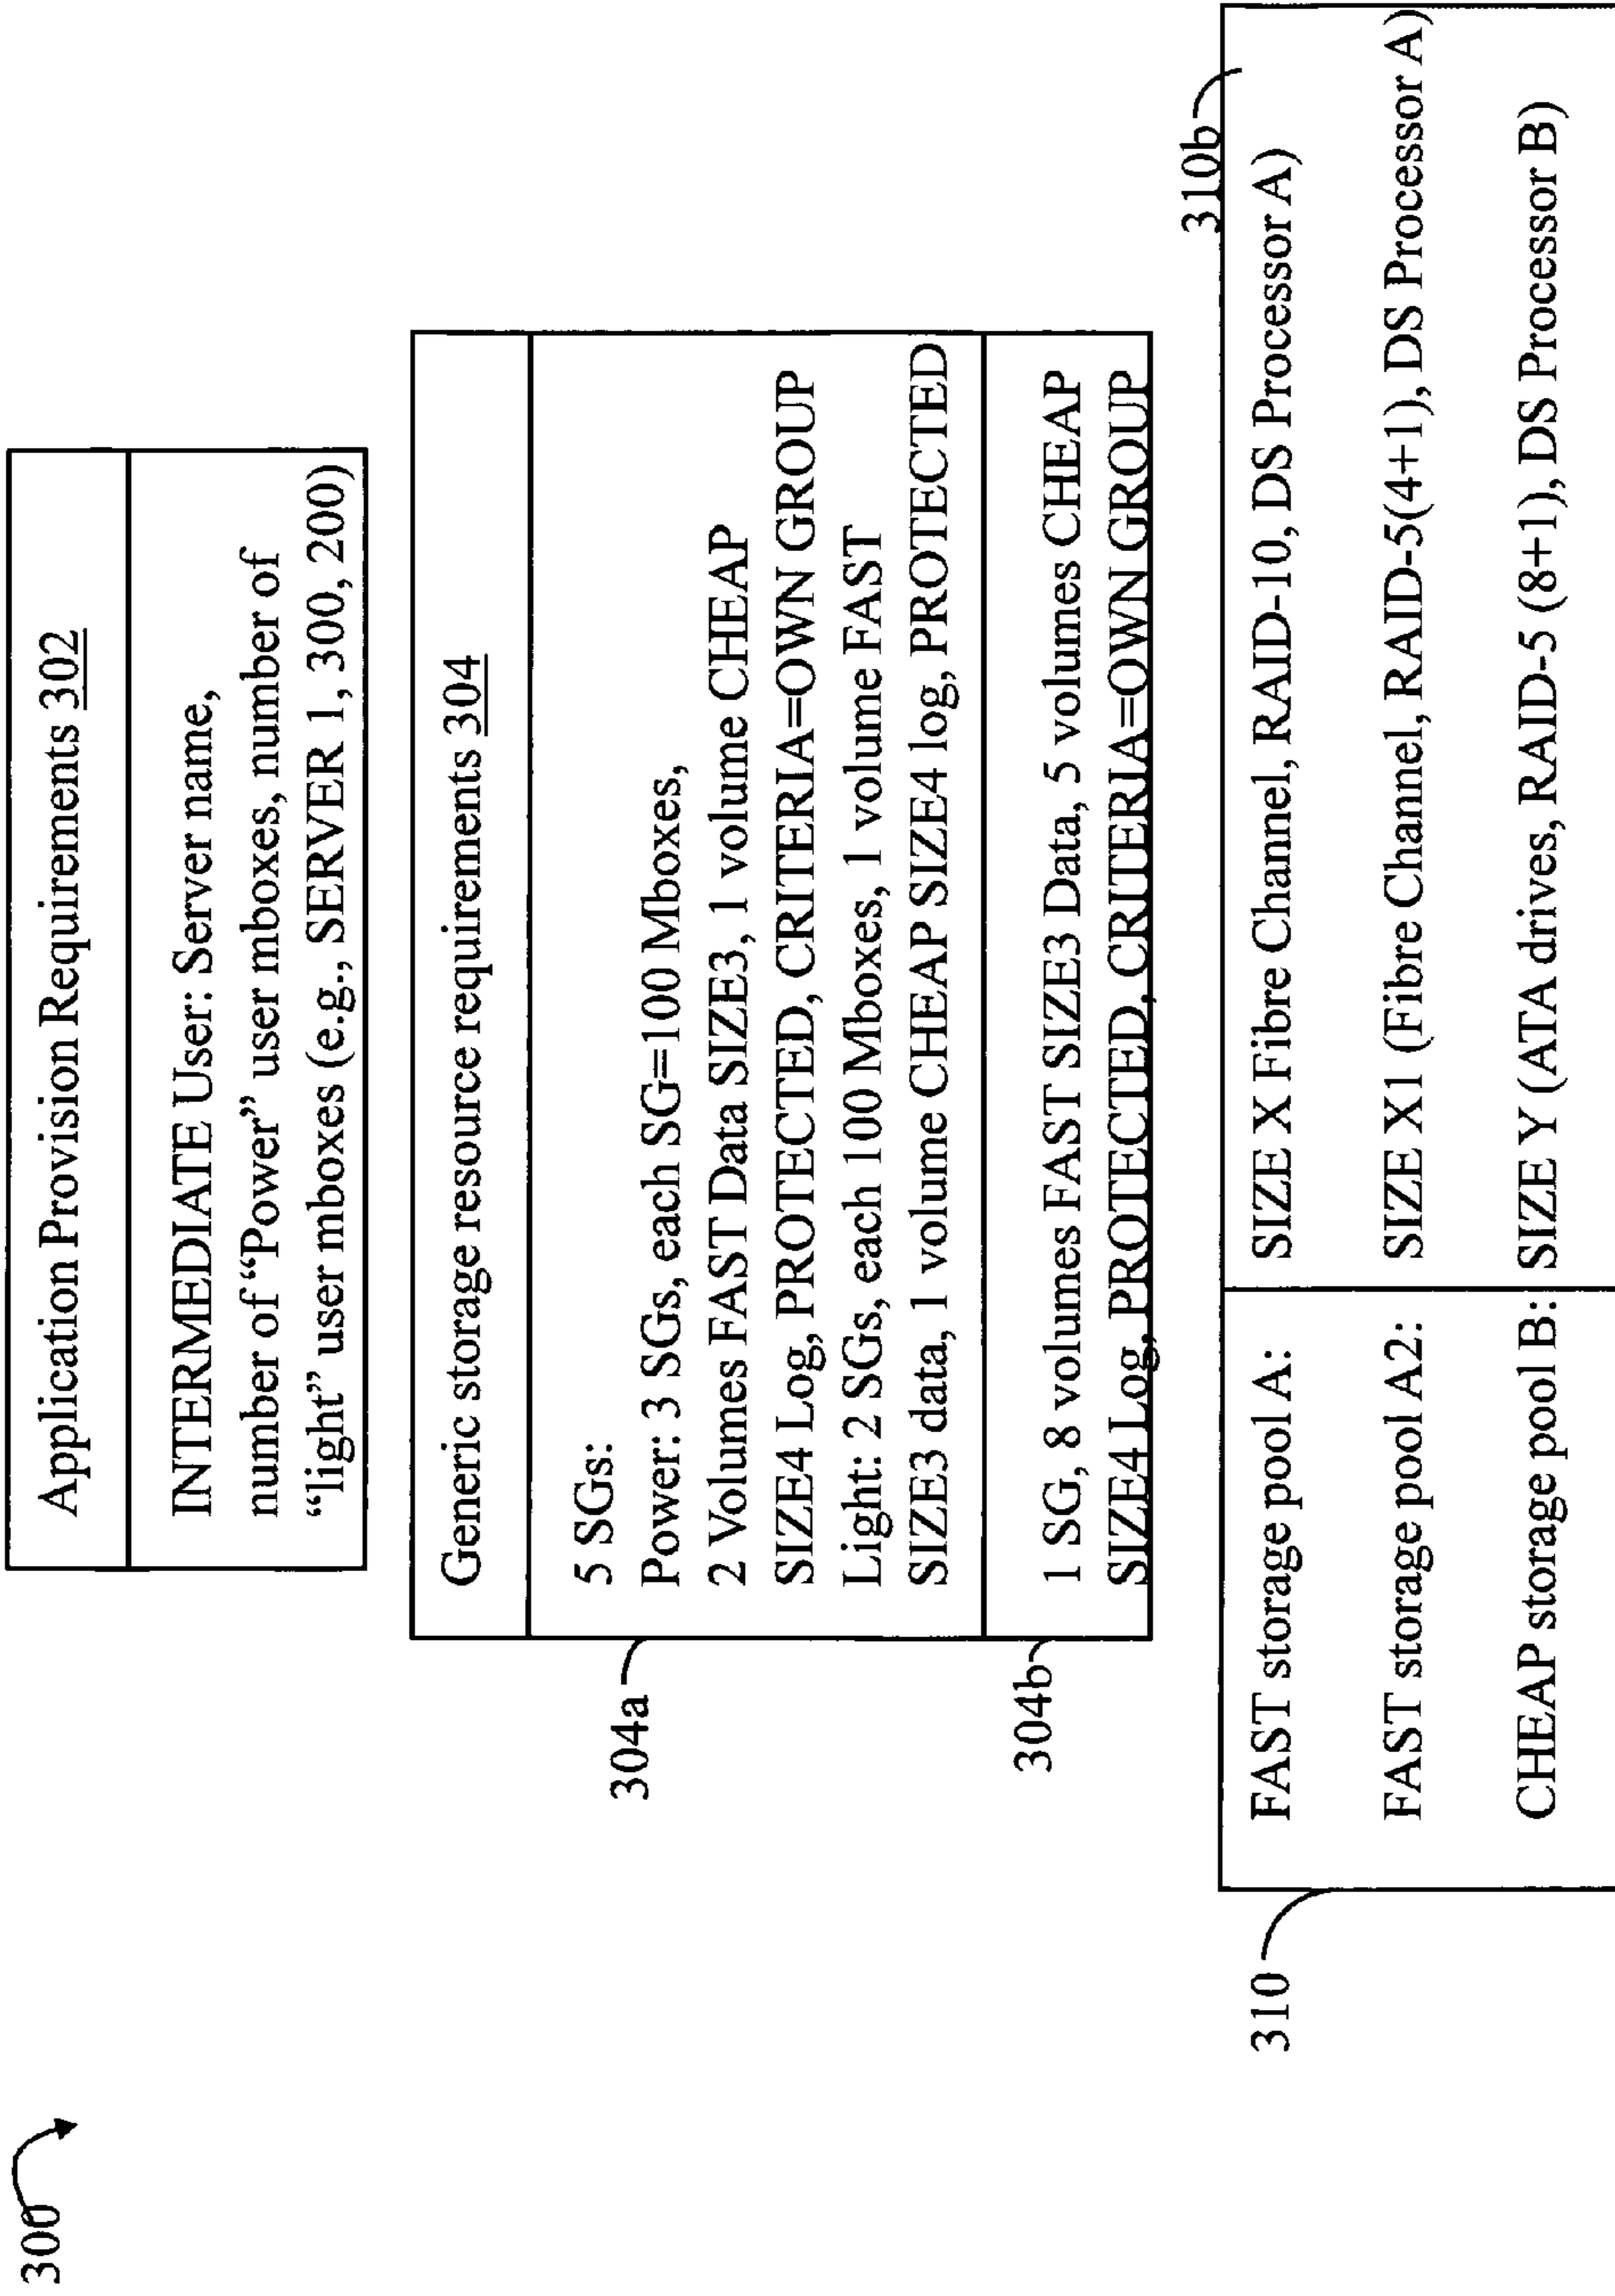 300
Application Provision Requirements 302
INTERMEDIATE User: Server name,
number of “Power” user mboxes, number of
“light” user mboxes (e.g., SERVER 1, 300, 200)
Generic storage resource requirements 304
304a
5 SGs:
Power: 3 SGs, each SG=100 Mboxes,
2 Volumes FAST Data SIZE3, 1 volume CHEAP
SIZE4 Log, PROTECTED, CRITERIA=OWN GROUP
Light: 2 SGs, each 100 Mboxes, 1 volume FAST
SIZE3 data, 1 volume CHEAP SIZE4 log, PROTECTED
304b
1 SG, 8 volumes FAST SIZE3 Data, 5 volumes CHEAP
SIZE4 Log, PROTECTED, CRITERIA=OWN GROUP
310
310b
FAST storage pool A: SIZE X Fibre Channel, RAID-10, DS Processor A)
FAST storage pool A2: SIZE X1 (Fibre Channel, RAID-5(4+1), DS Processor A)
CHEAP storage pool B: SIZE Y (ATA drives, RAID-5 (8+1), DS Processor B)